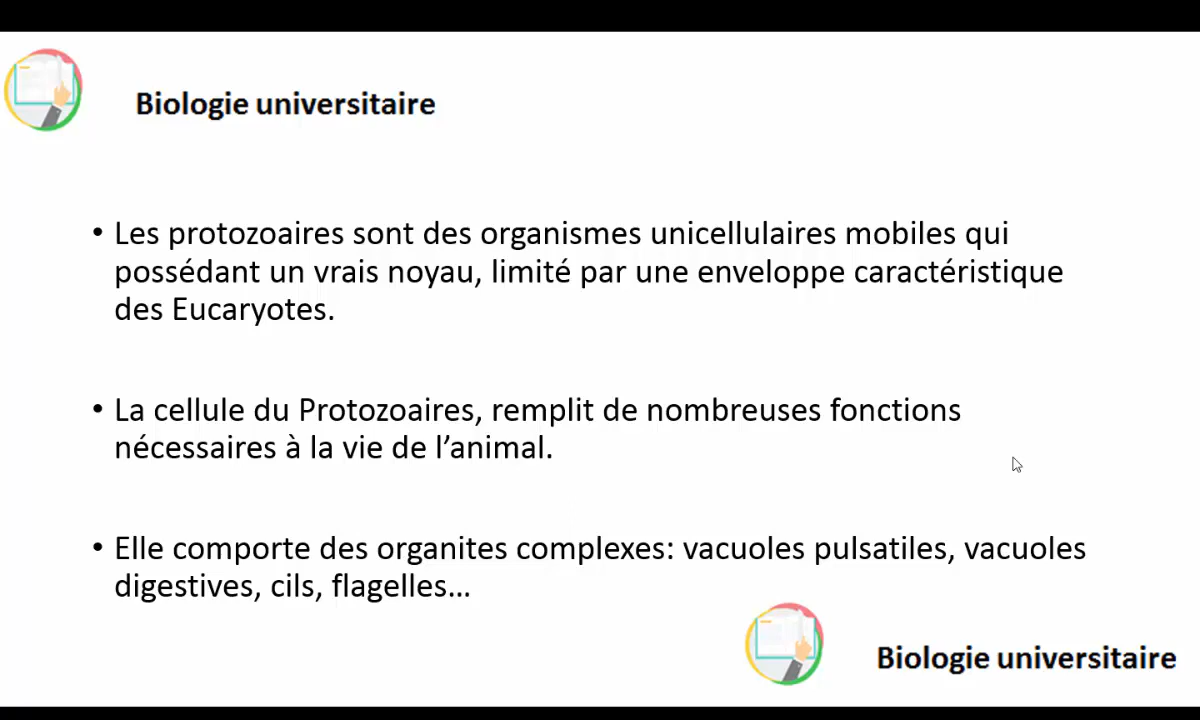 Biologie universitaire
• Les protozoaires sont des organismes unicellulaires mobiles qui
possédant un vrais noyau, limité par une enveloppe caractéristique
des Eucaryotes.
• La cellule du Protozoaires, remplit de nombreuses fonctions
nécessaires à la vie de l’animal.
• Elle comporte des organites complexes: vacuoles pulsatiles, vacuoles
digestives, cils, flagelles...
Biologie universitaire